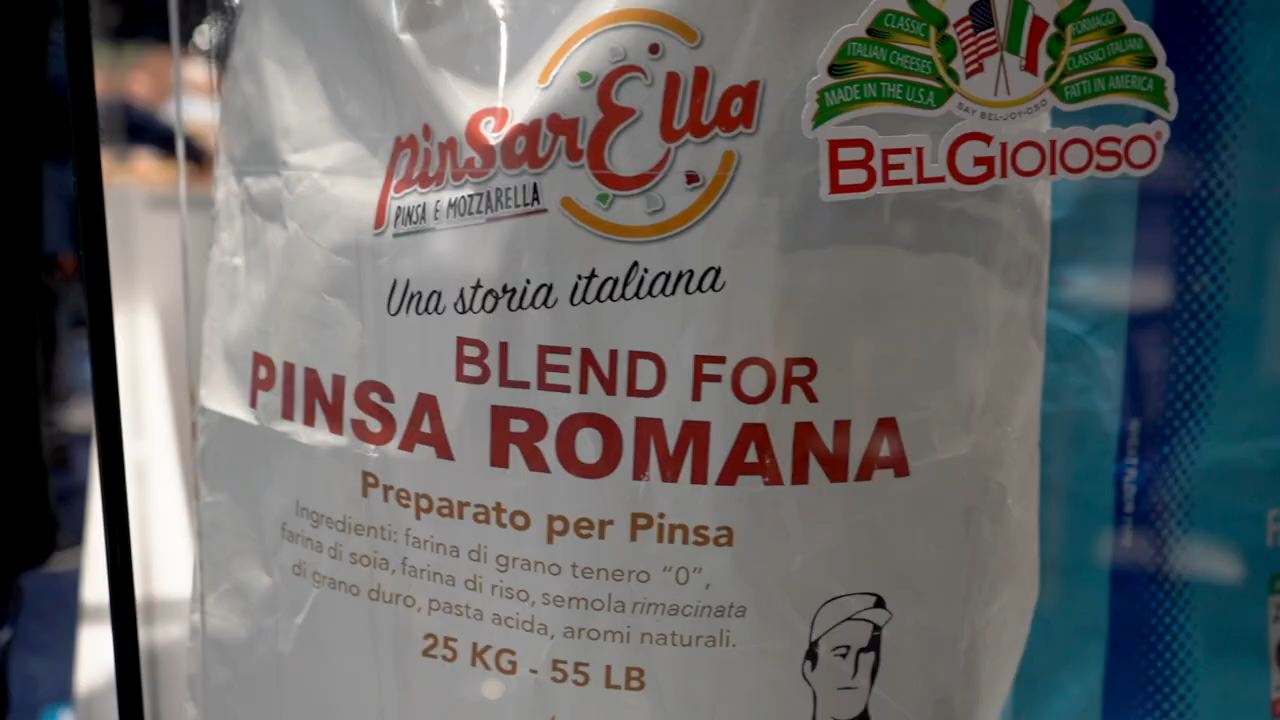 pinsarElla
PINSA E MOZZARELLA
Una storia italiana
BLEND FOR
PINSA ROMANA
Preparato per Pinsa
Ingredienti: farina di grano tenero "0",
farina di soia, farina di riso, semola rimacinata
di grano duro, pasta acida, aromi naturali.
25 KG - 55 LB
CLASSIC
ITALIAN CHEESES
MADE IN THE U.S.A.
FORMAGGI
CLASSICI ITALIANI
FATTI IN AMERICA
SAY BEL-JOY-OSO
BELGIOIOSO®